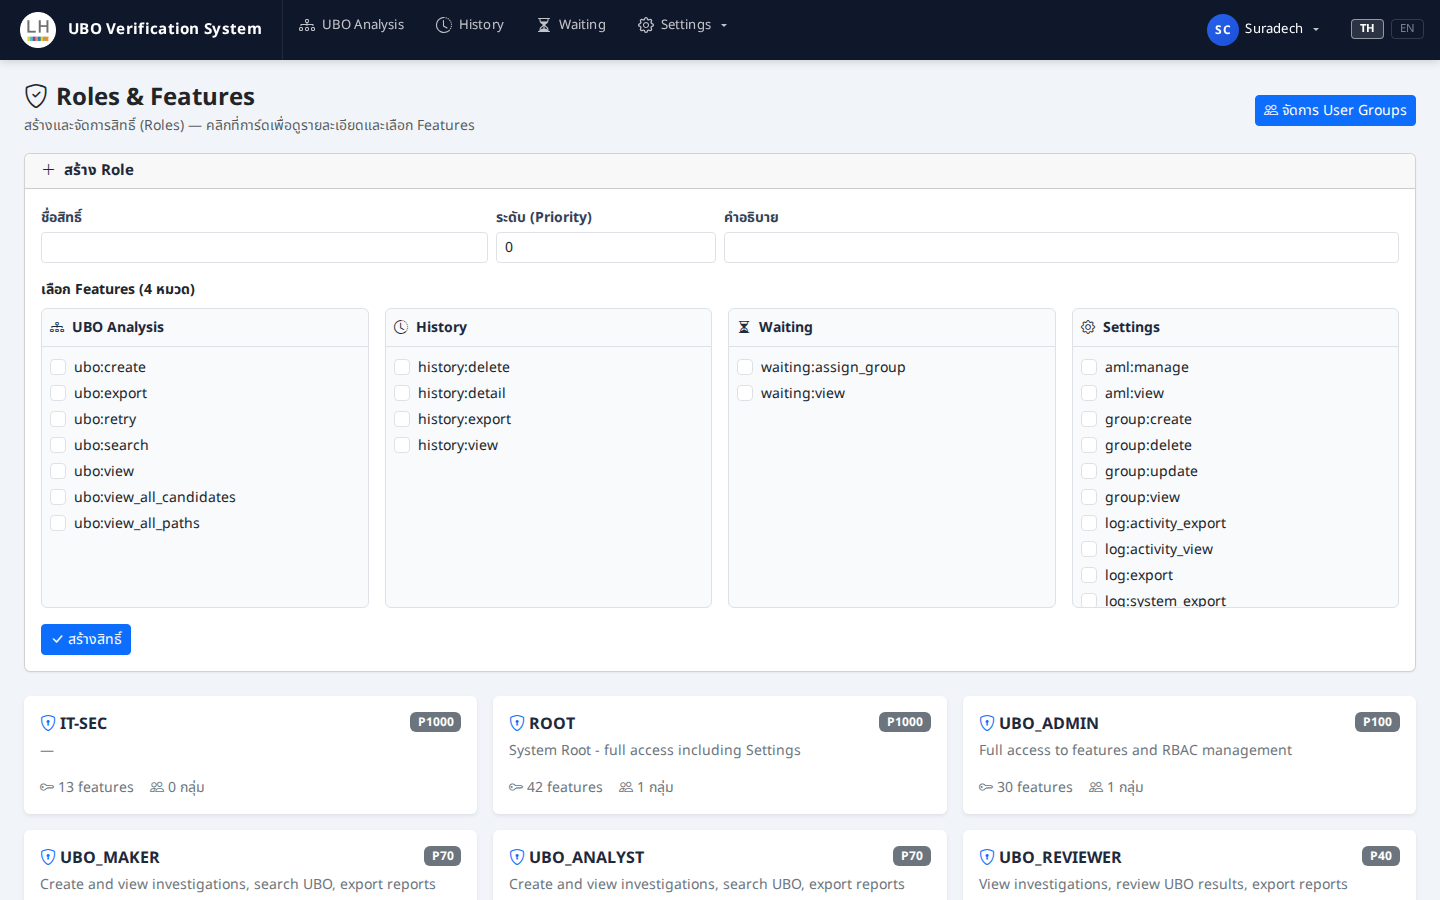 LH UBO Verification System UBO Analysis History Waiting Settings SC Suradech TH EN
Roles & Features
สร้างและจัดการสิทธิ์ (Roles) — คลิกที่การ์ดเพื่อดูรายละเอียดและเลือก Features
จัดการ User Groups
สร้าง Role
ชื่อสิทธิ์ ระดับ (Priority) คำอธิบาย
0
เลือก Features (4 หมวด)
UBO Analysis
ubo:create
ubo:export
ubo:retry
ubo:search
ubo:view
ubo:view_all_candidates
ubo:view_all_paths
History
history:delete
history:detail
history:export
history:view
Waiting
waiting:assign_group
waiting:view
Settings
aml:manage
aml:view
group:create
group:delete
group:update
group:view
log:activity_export
log:activity_view
log:export
log:system_export
สร้างสิทธิ์
IT-SEC P1000
—
13 features 0 กลุ่ม
ROOT P1000
System Root - full access including Settings
42 features 1 กลุ่ม
UBO_ADMIN P100
Full access to features and RBAC management
30 features 1 กลุ่ม
UBO_MAKER P70
Create and view investigations, search UBO, export reports
UBO_ANALYST P70
Create and view investigations, search UBO, export reports
UBO_REVIEWER P40
View investigations, review UBO results, export reports